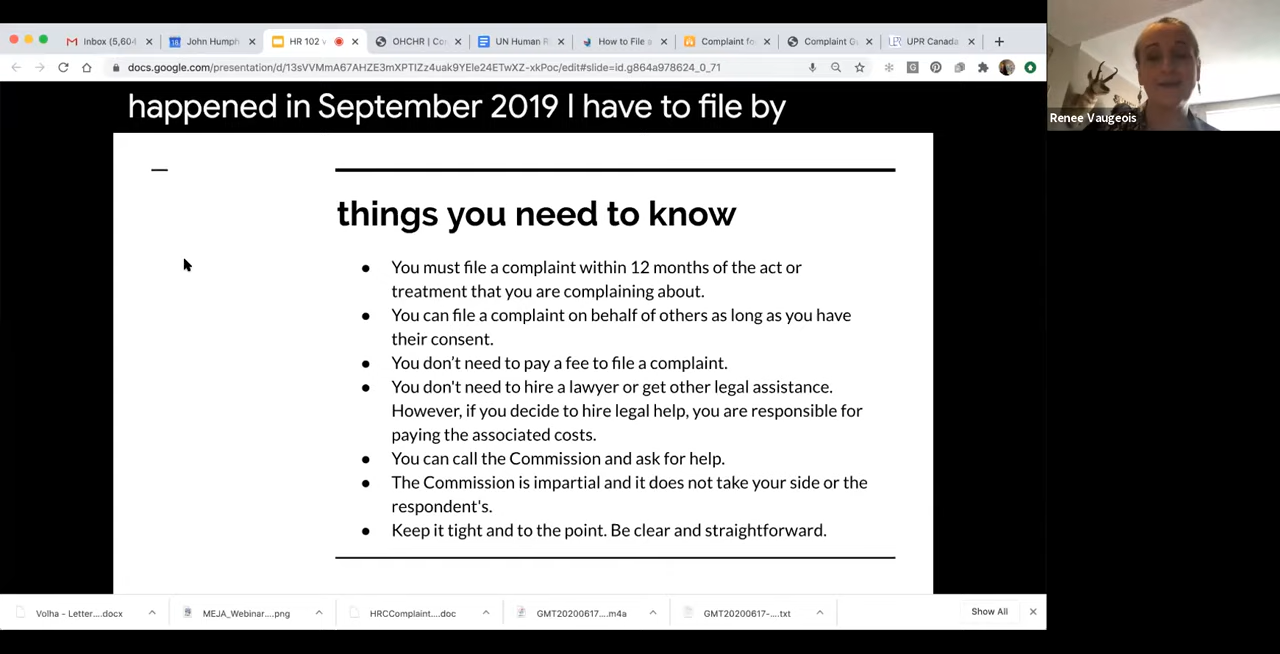 Inbox (5,604
John Humph
HR 102 v
OHCHR | Co
UN Human R
How to File a
Complaint fo
Complaint G
UPR Canada
docs.google.com/presentation/d/13sVVMmA67AHZE3mXPTIZz4uak9YEle24ETwXZ-xkPoc/edit#slide=id.g864a978624_0_71
Renee Vaugeois
happened in September 2019 I have to file by
things you need to know
You must file a complaint within 12 months of the act or
treatment that you are complaining about.
You can file a complaint on behalf of others as long as you have
their consent.
You don't need to pay a fee to file a complaint.
You don't need to hire a lawyer or get other legal assistance.
However, if you decide to hire legal help, you are responsible for
paying the associated costs.
You can call the Commission and ask for help.
The Commission is impartial and it does not take your side or the
respondent's.
Keep it tight and to the point. Be clear and straightforward.
Volha - Letter....docx
MEJA_Webinar...png
HRCComplaint....doc
GMT20200617....m4a
GMT20200617-....txt
Show All